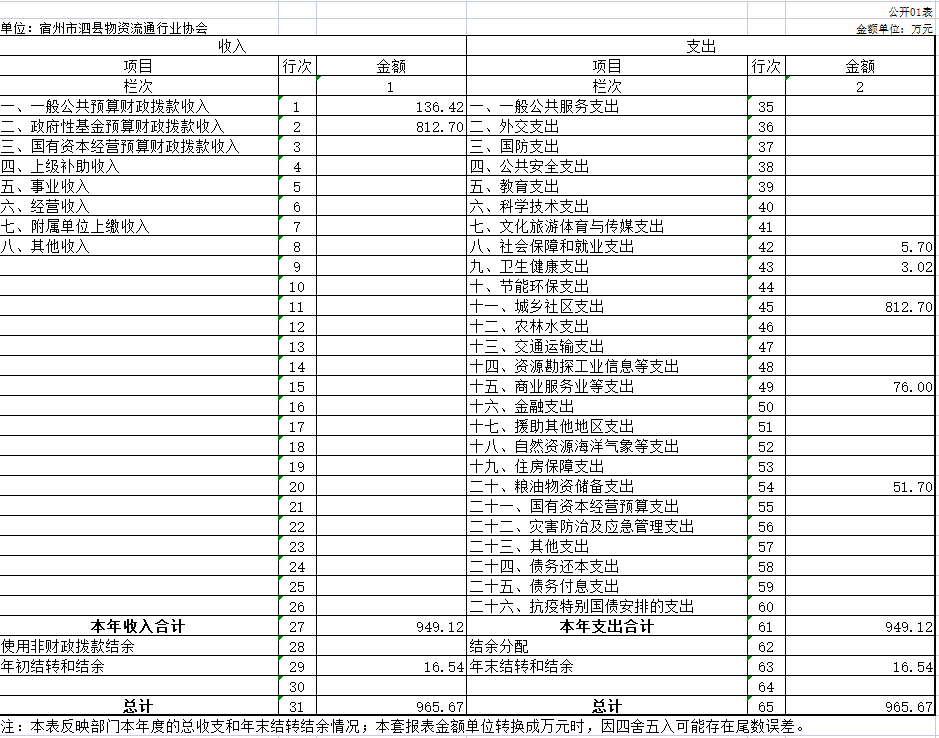 公开01表
单位：宿州市泗县物资流通行业协会 金额单位：万元
收入 支出
项目 行次 金额 项目 行次 金额
栏次 1 栏次 2
一、一般公共预算财政拨款收入 1 136.42 一、一般公共服务支出 35
二、政府性基金预算财政拨款收入 2 812.70 二、外交支出 36
三、国有资本经营预算财政拨款收入 3 三、国防支出 37
四、上级补助收入 4 四、公共安全支出 38
五、事业收入 5 五、教育支出 39
六、经营收入 6 六、科学技术支出 40
七、附属单位上缴收入 7 七、文化旅游体育与传媒支出 41
八、其他收入 8 八、社会保障和就业支出 42 5.70
9 九、卫生健康支出 43 3.02
10 十、节能环保支出 44
11 十一、城乡社区支出 45 812.70
12 十二、农林水支出 46
13 十三、交通运输支出 47
14 十四、资源勘探工业信息等支出 48
15 十五、商业服务业等支出 49 76.00
16 十六、金融支出 50
17 十七、援助其他地区支出 51
18 十八、自然资源海洋气象等支出 52
19 十九、住房保障支出 53
20 二十、粮油物资储备支出 54 51.70
21 二十一、国有资本经营预算支出 55
22 二十二、灾害防治及应急管理支出 56
23 二十三、其他支出 57
24 二十四、债务还本支出 58
25 二十五、债务付息支出 59
26 二十六、抗疫特别国债安排的支出 60
本年收入合计 27 949.12 本年支出合计 61 949.12
使用非财政拨款结余 28 结余分配 62
年初结转和结余 29 16.54 年末结转和结余 63 16.54
30 64
总计 31 965.67 总计 65 965.67
注：本表反映部门本年度的总收支和年末结转结余情况；本套报表金额单位转换成万元时，因四舍五入可能存在尾数误差。